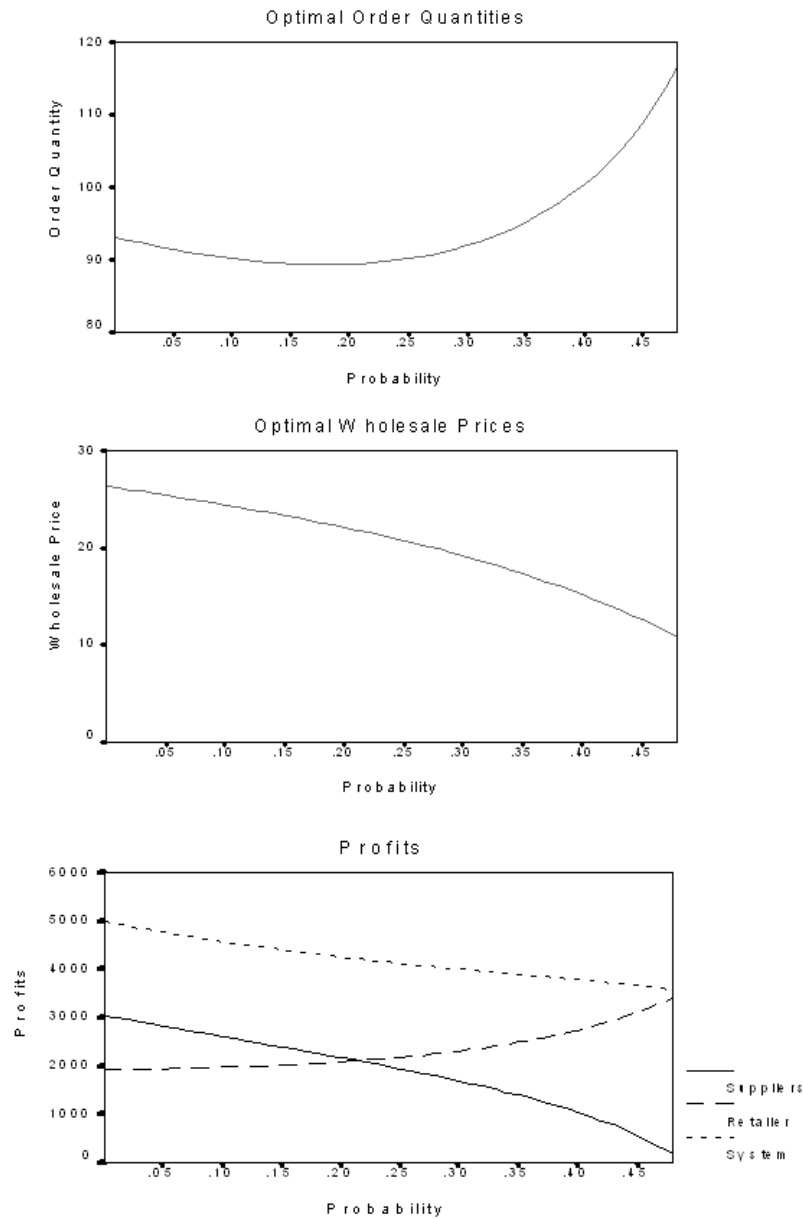 Optimal Order Quantities
120
110
100
90
80
Order Quantity
.05 .10 .15 .20 .25 .30 .35 .40 .45
Probability
Optimal Wholesale Prices
30
20
10
0
Wholesale Price
.05 .10 .15 .20 .25 .30 .35 .40 .45
Probability
Profits
6000
5000
4000
3000
2000
1000
0
Profits
.05 .10 .15 .20 .25 .30 .35 .40 .45
Probability
Suppliers
Retailer
System